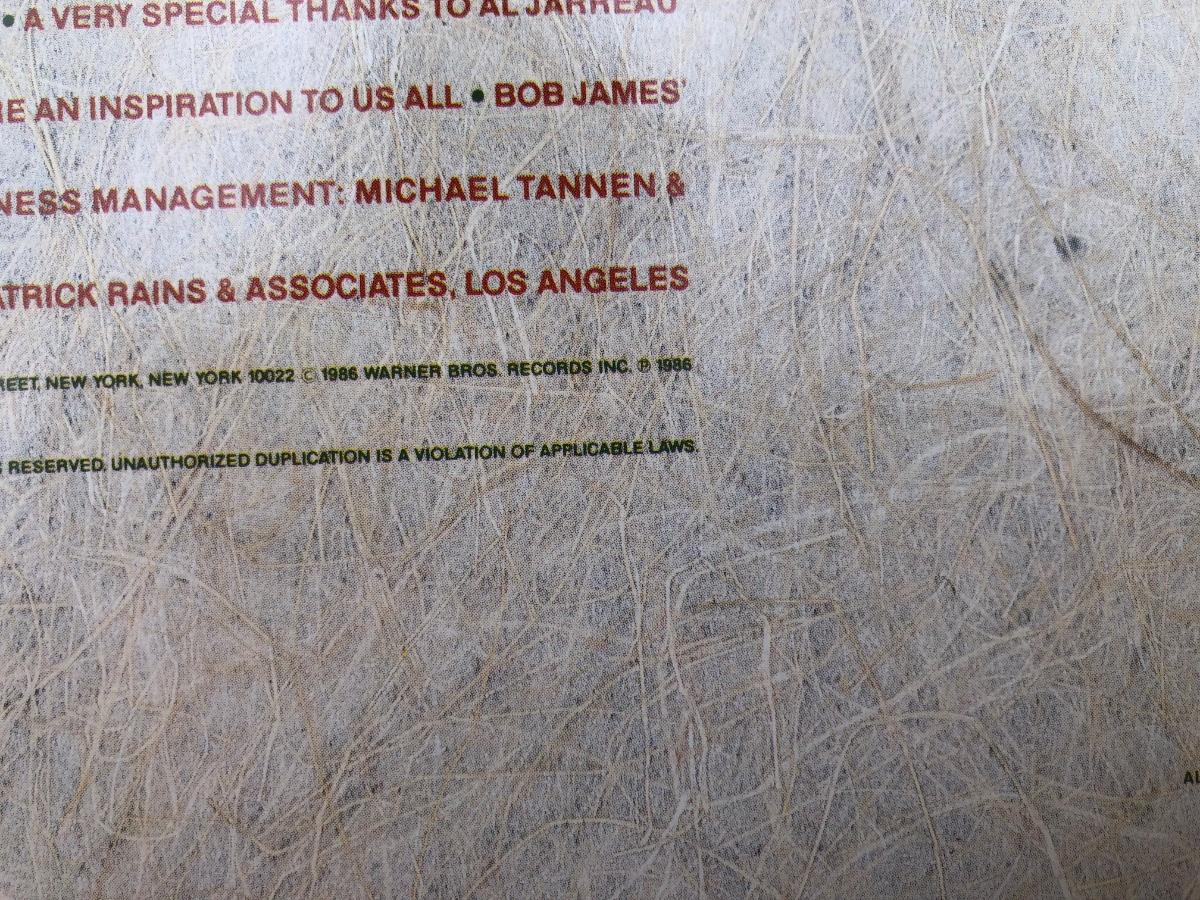 • A VERY SPECIAL THANKS TO AL JARREAU
RE AN INSPIRATION TO US ALL • BOB JAMES'
NESS MANAGEMENT: MICHAEL TANNEN &
ATRICK RAINS & ASSOCIATES, LOS ANGELES
REET, NEW YORK, NEW YORK 10022 © 1986 WARNER BROS. RECORDS INC. ℗ 1986
S RESERVED. UNAUTHORIZED DUPLICATION IS A VIOLATION OF APPLICABLE LAWS.
AL